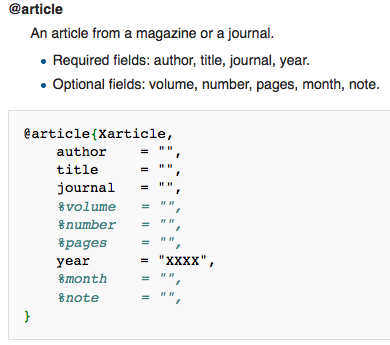 @article
An article from a magazine or a journal.
• Required fields: author, title, journal, year.
• Optional fields: volume, number, pages, month, note.
@article{Xarticle,
    author    = "",
    title     = "",
    journal   = "",
    %volume   = "",
    %number   = "",
    %pages    = "",
    year      = "XXXX",
    %month    = "",
    %note     = "",
}